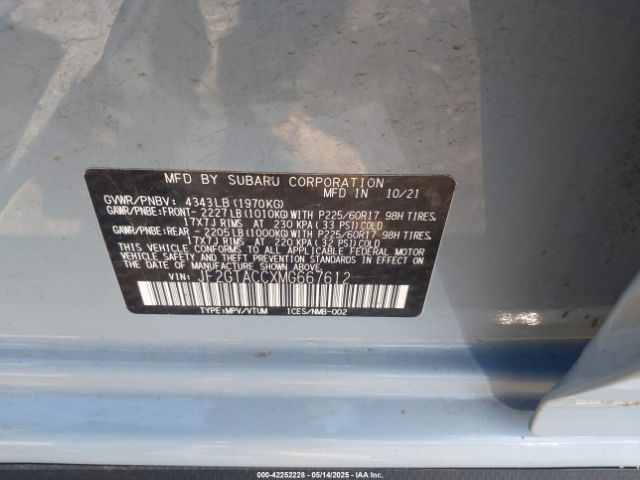 MFD BY SUBARU CORPORATION
MFD IN 10/21
GVWR/PNBV: 4343LB (1970KG)
GAWR/PNBE:FRONT- 2227LB (1010KG) WITH P225/60R17 98H TIRES,
17X7J RIMS AT 230 KPA (33 PSI) COLD
GAWR/PNBE:REAR - 2205LB (1000KG) WITH P225/60R17 98H TIRES,
17X7J RIMS AT 220 KPA (32 PSI) COLD
THIS VEHICLE CONFORMS TO ALL APPLICABLE FEDERAL MOTOR
VEHICLE SAFETY AND THEFT PREVENTION STANDARDS
IN EFFECT ON THE DATE OF MANUFACTURE SHOWN ABOVE.
VIN: JF2GTACCXMG667612
TYPE:MPV/VTUM ICES/NMB-002
000-42252228 - 05/14/2025 - IAA Inc.